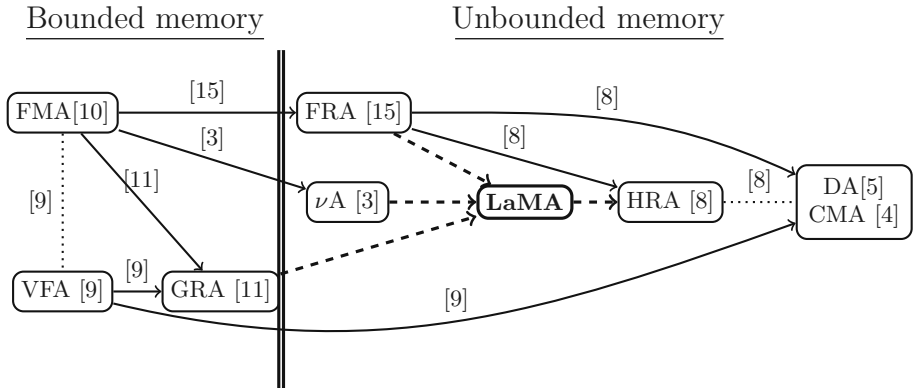 Bounded memory
Unbounded memory
FMA[10]
[15]
FRA [15]
[8]
[3]
[8]
[9]
[11]
νA [3]
LaMA
HRA [8]
[8]
DA[5]
CMA [4]
VFA [9]
[9]
GRA [11]
[9]